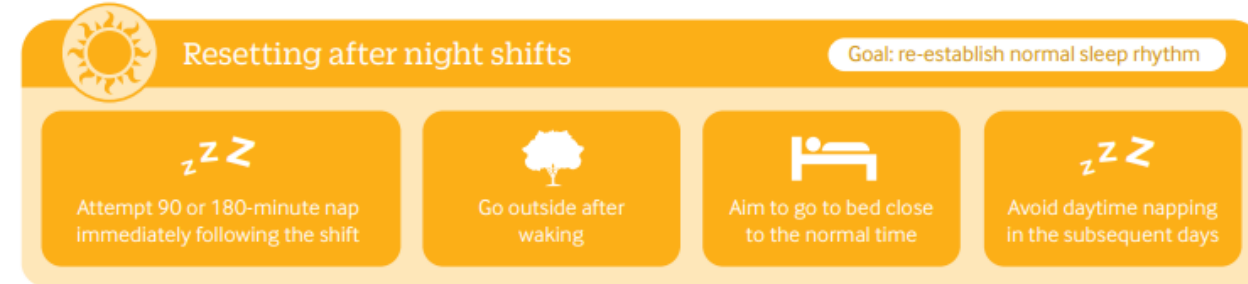 Resetting after night shifts
Goal: re-establish normal sleep rhythm
z z z
Attempt 90 or 180-minute nap
immediately following the shift
Go outside after
waking
Aim to go to bed close
to the normal time
z z z
Avoid daytime napping
in the subsequent days